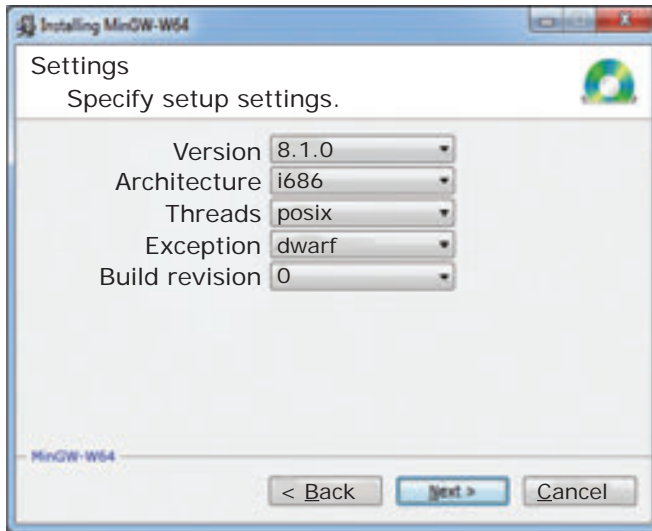 Installing MinGW-W64
Settings
Specify setup settings.
Version 8.1.0
Architecture i686
Threads posix
Exception dwarf
Build revision 0
MinGW-W64
< Back Next > Cancel